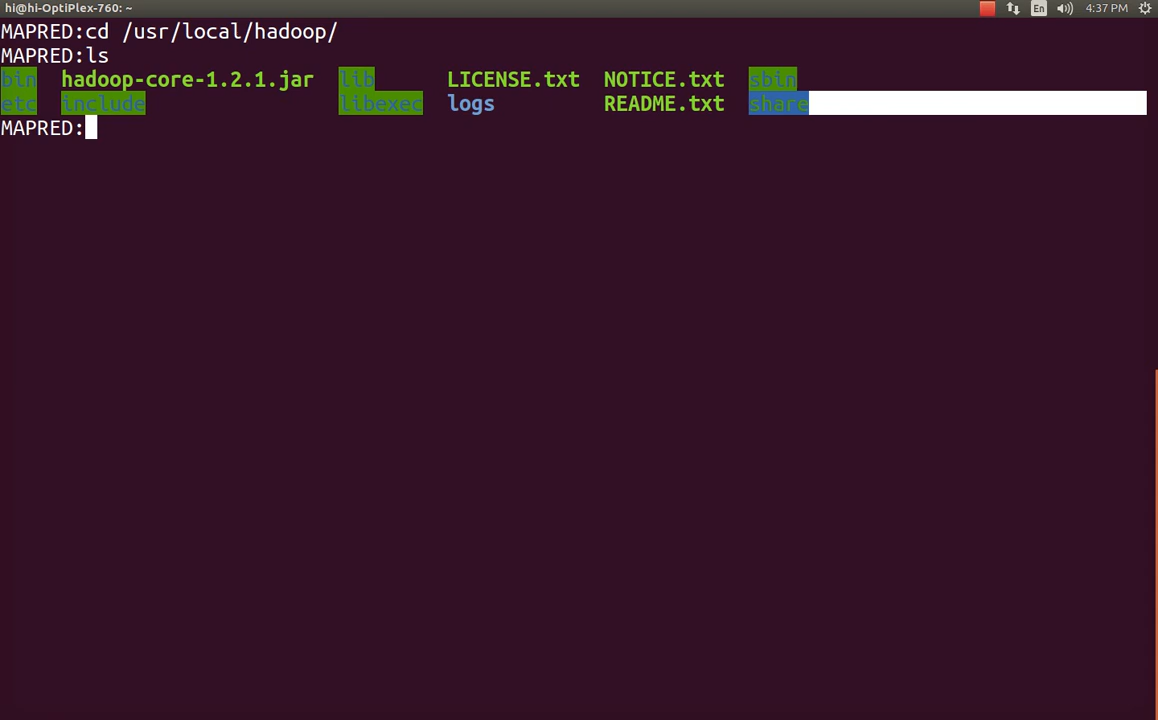 hi@hi-OptiPlex-760: ~ En 4:37 PM
MAPRED:cd /usr/local/hadoop/
MAPRED:ls
bin hadoop-core-1.2.1.jar lib LICENSE.txt NOTICE.txt sbin
etc include libexec logs README.txt share
MAPRED: